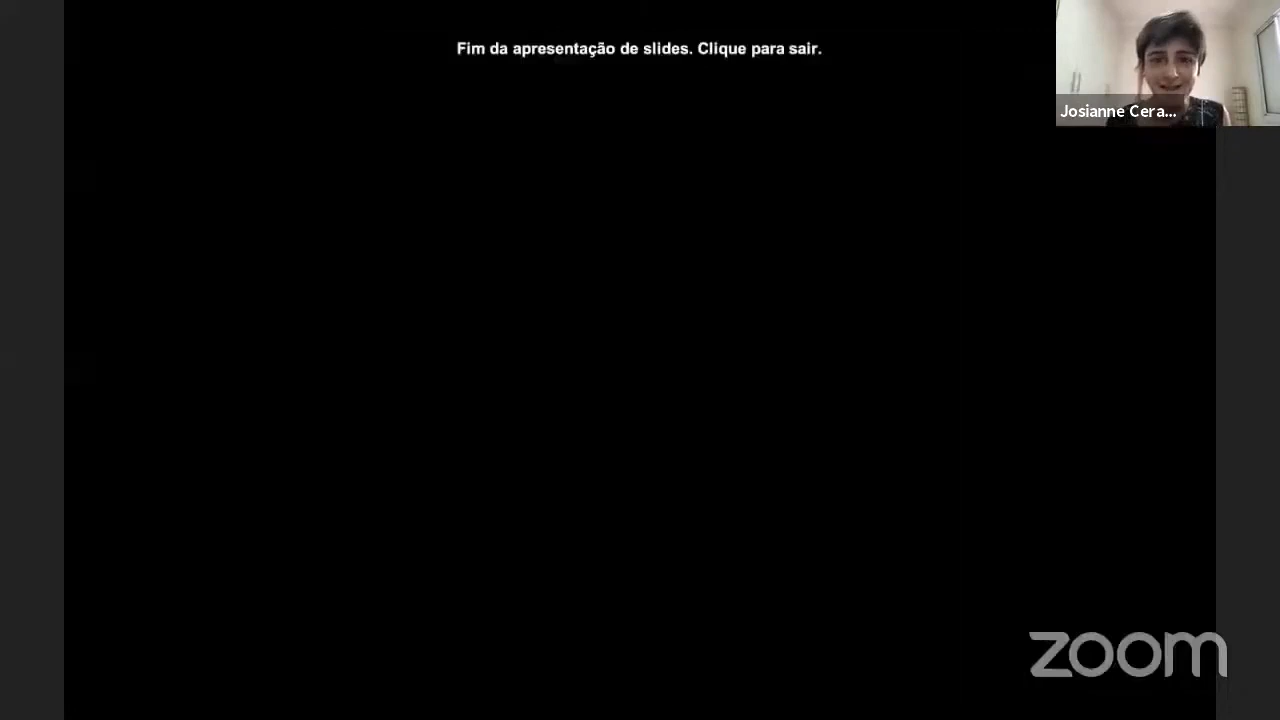 Fim da apresentação de slides. Clique para sair.
Josianne Cera...
zoom